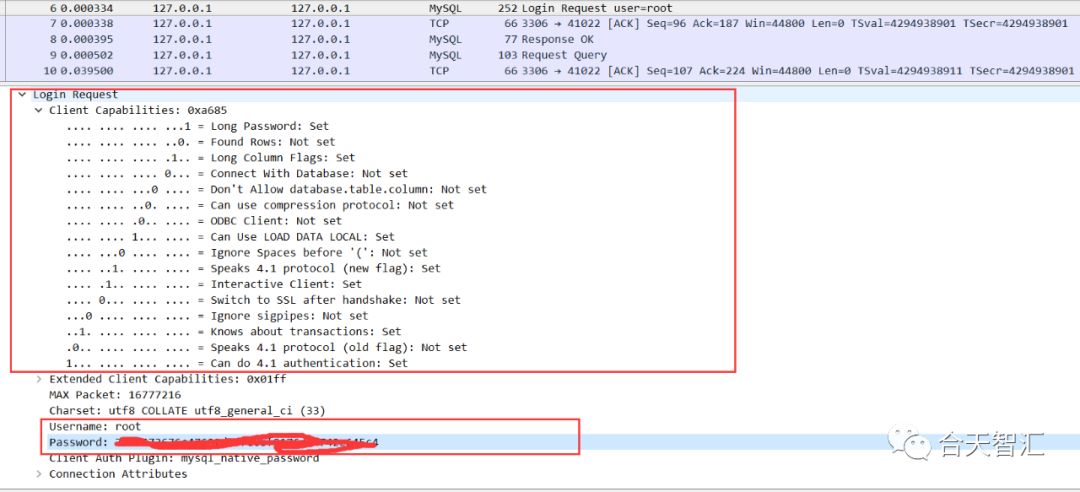 6 0.000334 127.0.0.1 127.0.0.1 MySQL 252 Login Request user=root
7 0.000338 127.0.0.1 127.0.0.1 TCP 66 3306 → 41022 [ACK] Seq=96 Ack=187 Win=44800 Len=0 TSval=4294938901 TSecr=4294938901
8 0.000395 127.0.0.1 127.0.0.1 MySQL 77 Response OK
9 0.000502 127.0.0.1 127.0.0.1 MySQL 103 Request Query
10 0.039500 127.0.0.1 127.0.0.1 TCP 66 3306 → 41022 [ACK] Seq=107 Ack=224 Win=44800 Len=0 TSval=4294938911 TSecr=4294938901
Login Request
Client Capabilities: 0xa685
.... .... .... ...1 = Long Password: Set
.... .... .... ..0. = Found Rows: Not set
.... .... .... .1.. = Long Column Flags: Set
.... .... .... 0... = Connect With Database: Not set
.... .... ...0 .... = Don't Allow database.table.column: Not set
.... .... ..0. .... = Can use compression protocol: Not set
.... .... .0.. .... = ODBC Client: Not set
.... .... 1... .... = Can Use LOAD DATA LOCAL: Set
.... ...0 .... .... = Ignore Spaces before '(': Not set
.... ..1. .... .... = Speaks 4.1 protocol (new flag): Set
.... .1.. .... .... = Interactive Client: Set
.... 0... .... .... = Switch to SSL after handshake: Not set
...0 .... .... .... = Ignore sigpipes: Not set
..1. .... .... .... = Knows about transactions: Set
.0.. .... .... .... = Speaks 4.1 protocol (old flag): Not set
1... .... .... .... = Can do 4.1 authentication: Set
Extended Client Capabilities: 0x01ff
MAX Packet: 16777216
Charset: utf8 COLLATE utf8_general_ci (33)
Username: root
Password:
Client Auth Plugin: mysql_native_password
Connection Attributes
合天智汇